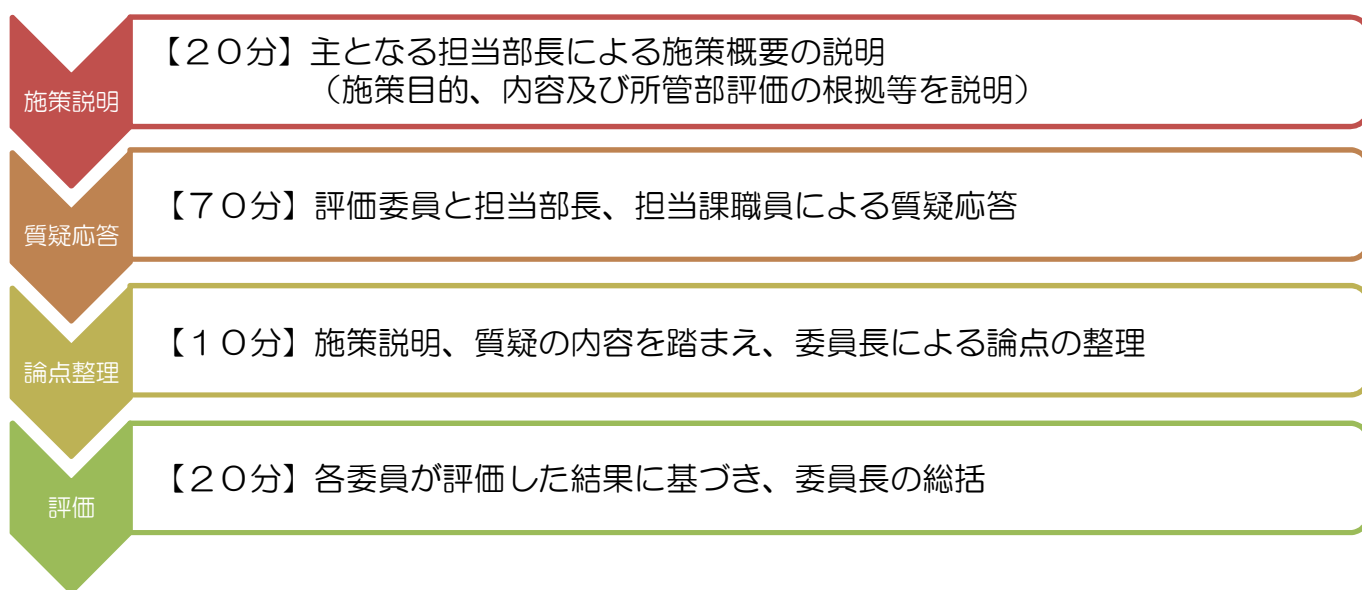 施策説明
【２０分】主となる担当部長による施策概要の説明
（施策目的、内容及び所管部評価の根拠等を説明）
質疑応答
【７０分】評価委員と担当部長、担当課職員による質疑応答
論点整理
【１０分】施策説明、質疑の内容を踏まえ、委員長による論点の整理
評価
【２０分】各委員が評価した結果に基づき、委員長の総括